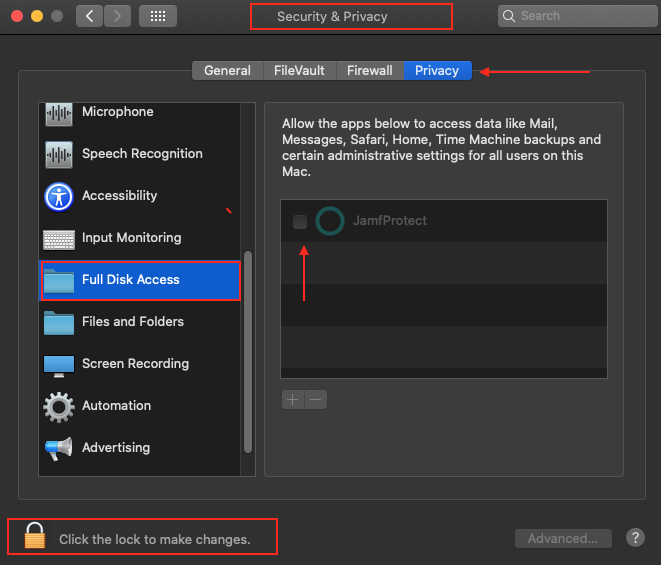 Security & Privacy
Search
General
FileVault
Firewall
Privacy
Microphone
Speech Recognition
Accessibility
Input Monitoring
Full Disk Access
Files and Folders
Screen Recording
Automation
Advertising
Allow the apps below to access data like Mail,
Messages, Safari, Home, Time Machine backups and
certain administrative settings for all users on this
Mac.
JamfProtect
Click the lock to make changes.
Advanced...
?